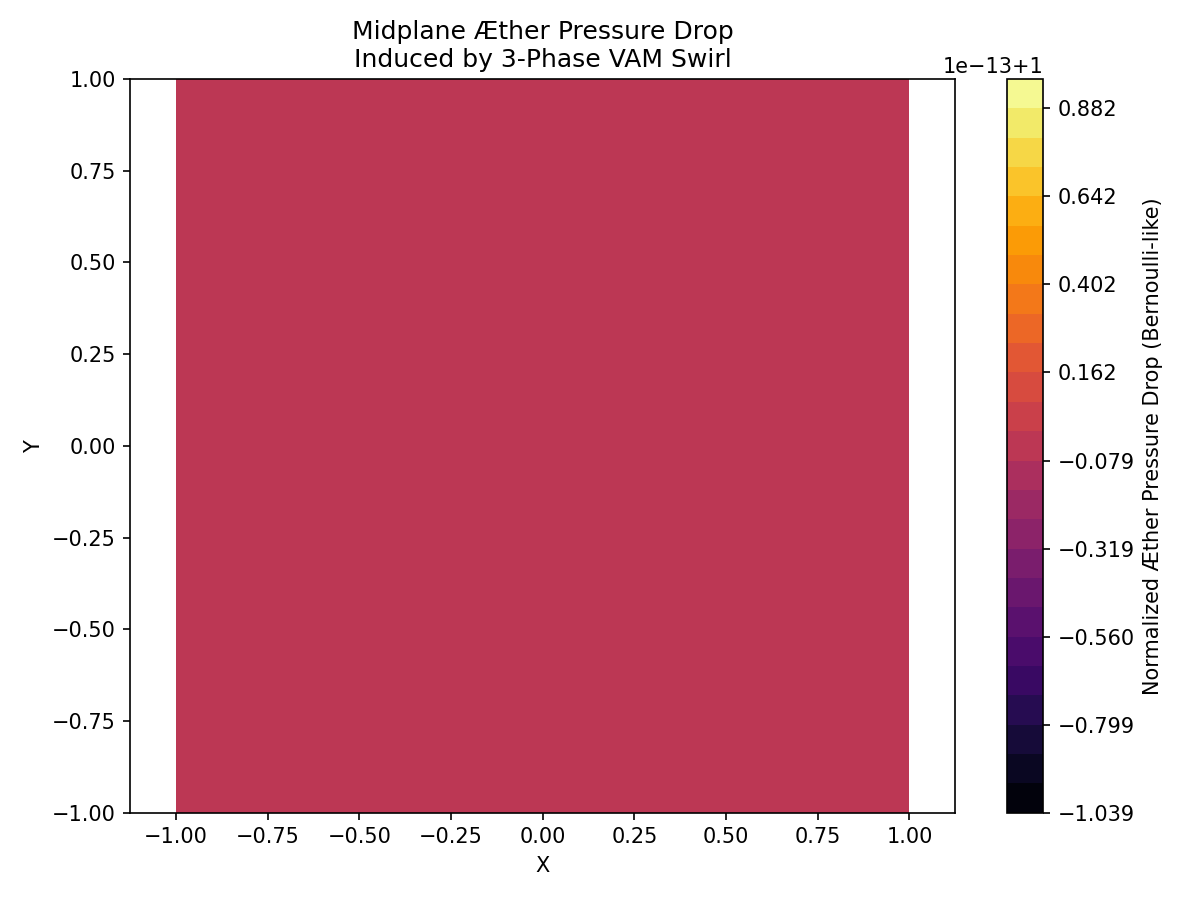 Midplane Æther Pressure Drop
Induced by 3-Phase VAM Swirl
1e−13+1
1.00
0.75
0.50
0.25
0.00
−0.25
−0.50
−0.75
−1.00
Y
−1.00 −0.75 −0.50 −0.25 0.00 0.25 0.50 0.75 1.00
X
0.882
0.642
0.402
0.162
−0.079
−0.319
−0.560
−0.799
−1.039
Normalized Æther Pressure Drop (Bernoulli-like)